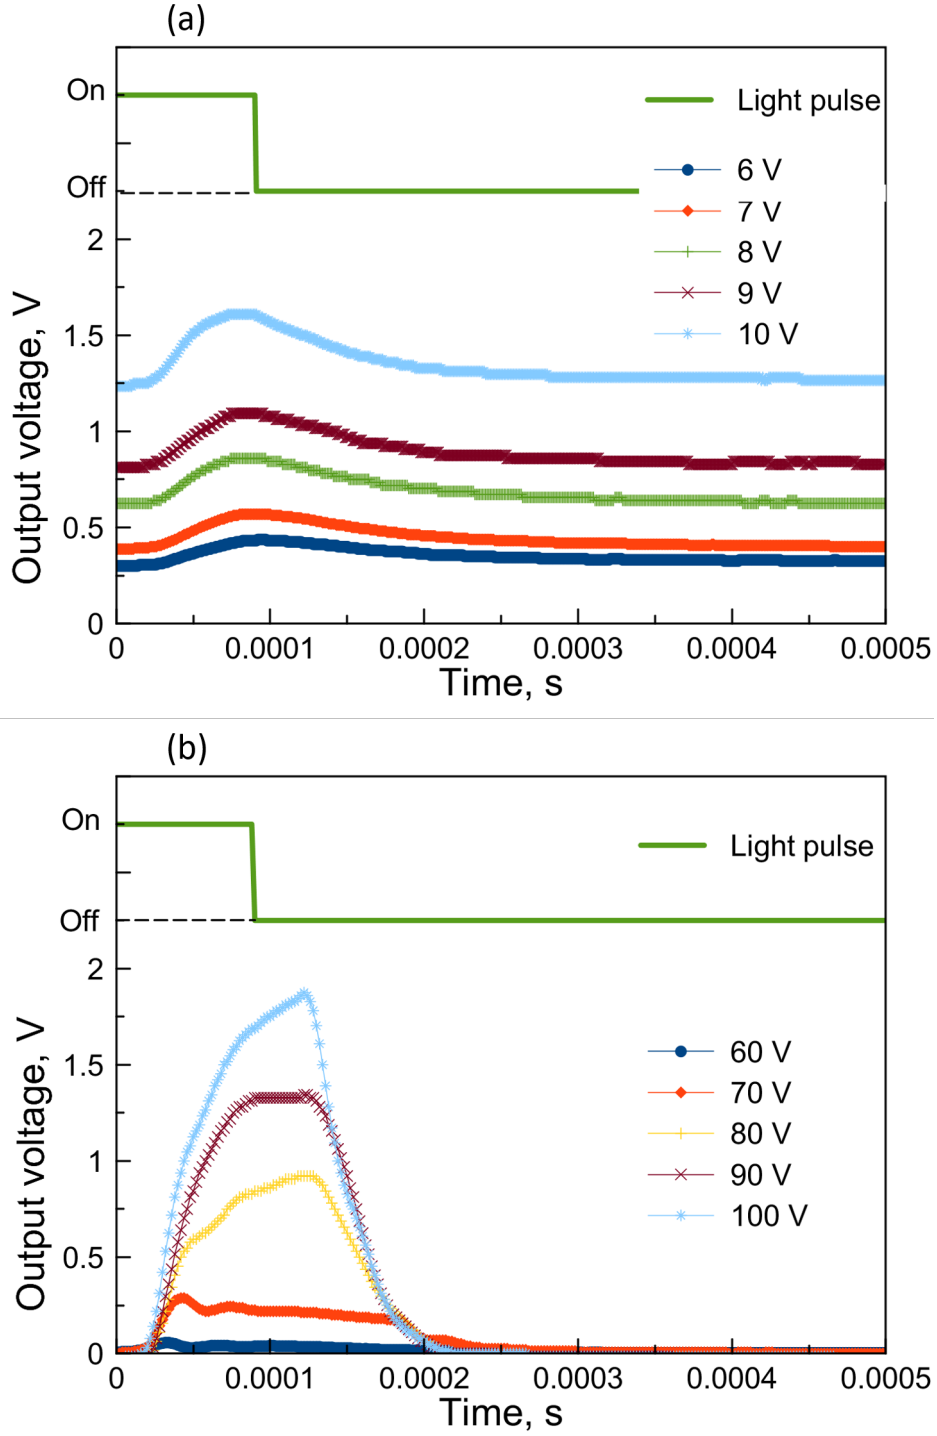 (a)
On
Light pulse
Off
6 V
7 V
8 V
9 V
10 V
2
1.5
1
0.5
0
Output voltage, V
0 0.0001 0.0002 0.0003 0.0004 0.0005
Time, s
(b)
On
Light pulse
Off
2
1.5
1
0.5
0
Output voltage, V
60 V
70 V
80 V
90 V
100 V
0 0.0001 0.0002 0.0003 0.0004 0.0005
Time, s